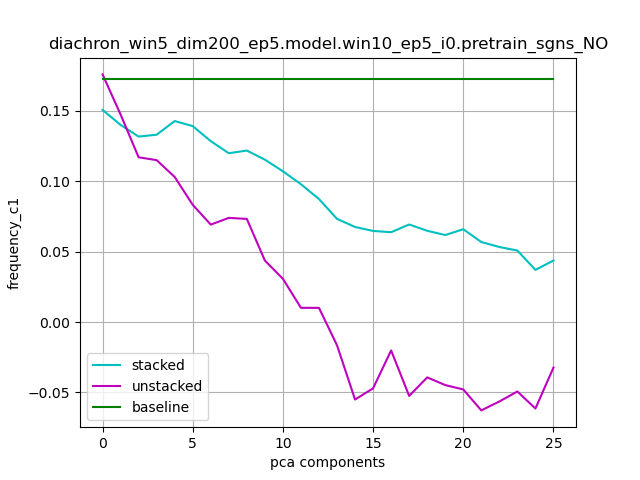 diachron_win5_dim200_ep5.model.win10_ep5_i0.pretrain_sgns_NO
frequency_c1
0.15
0.10
0.05
0.00
−0.05
stacked
unstacked
baseline
0 5 10 15 20 25
pca components